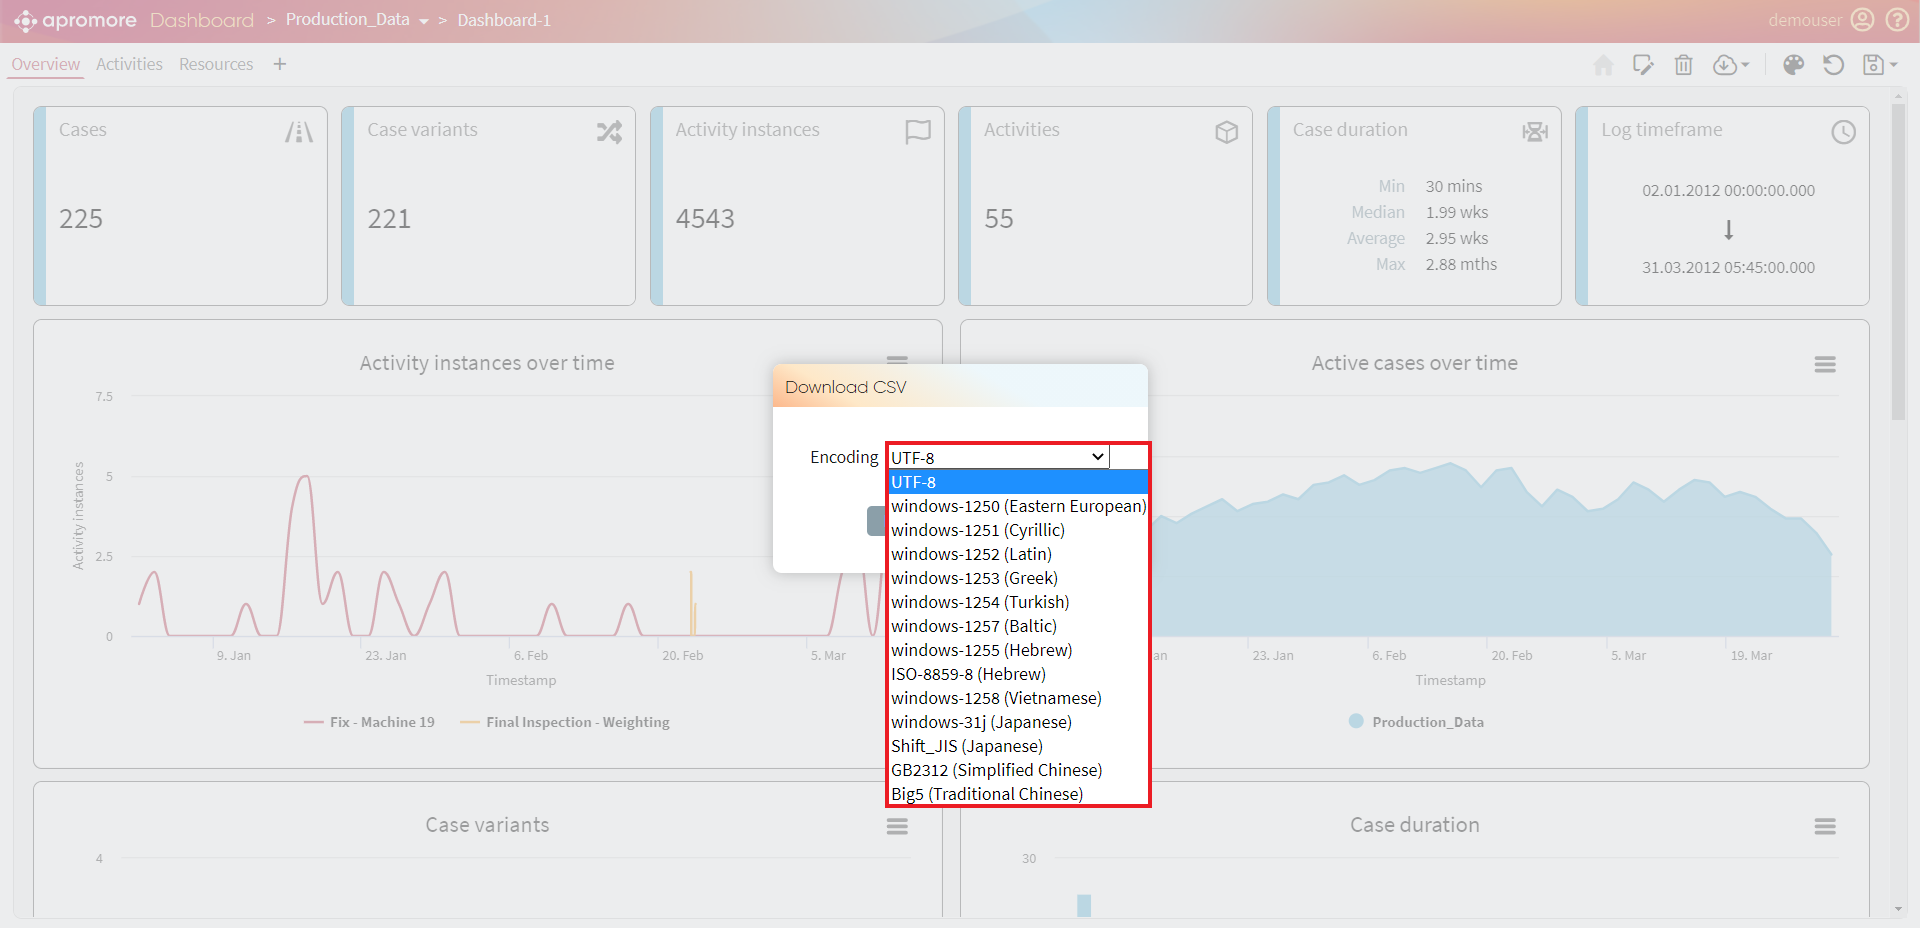 apromore Dashboard > Production_Data > Dashboard-1
demouser
Overview Activities Resources +
Cases
225
Case variants
221
Activity instances
4543
Activities
55
Case duration
Min 30 mins
Median 1.99 wks
Average 2.95 wks
Max 2.88 mths
Log timeframe
02.01.2012 00:00:00.000
31.03.2012 05:45:00.000
Activity instances over time
7.5
5
2.5
0
Activity instances
9. Jan 23. Jan 6. Feb 20. Feb 5. Mar
Timestamp
Fix - Machine 19 Final Inspection - Weighting
Active cases over time
an 23. Jan 6. Feb 20. Feb 5. Mar 19. Mar
Timestamp
Production_Data
Download CSV
Encoding UTF-8
UTF-8
windows-1250 (Eastern European)
windows-1251 (Cyrillic)
windows-1252 (Latin)
windows-1253 (Greek)
windows-1254 (Turkish)
windows-1257 (Baltic)
windows-1255 (Hebrew)
ISO-8859-8 (Hebrew)
windows-1258 (Vietnamese)
windows-31j (Japanese)
Shift_JIS (Japanese)
GB2312 (Simplified Chinese)
Big5 (Traditional Chinese)
Case variants
4
Case duration
30